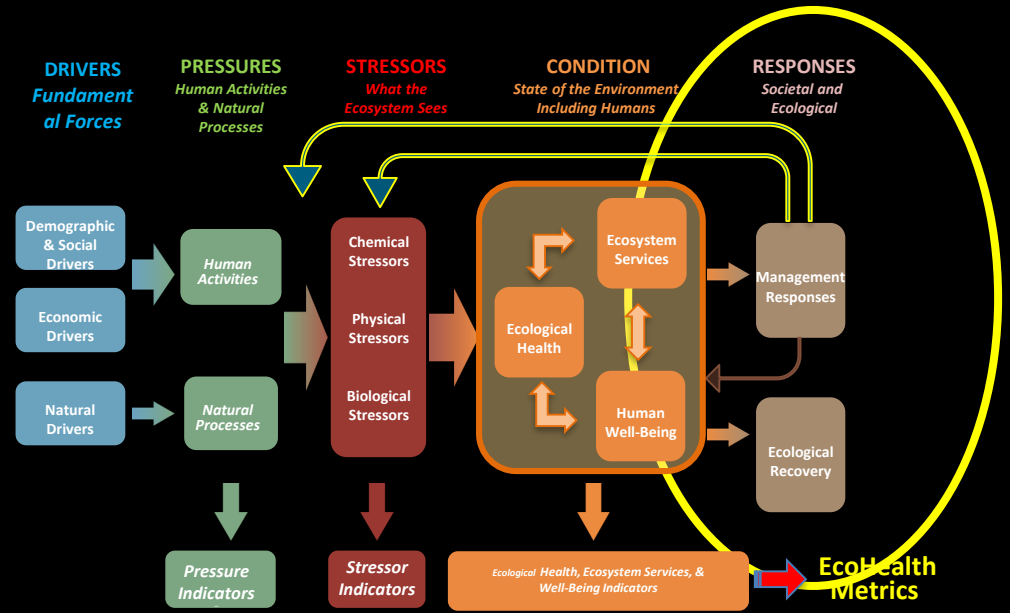 DRIVERS
Fundament
al Forces
PRESSURES
Human Activities
& Natural
Processes
STRESSORS
What the
Ecosystem Sees
CONDITION
State of the Environment
Including Humans
RESPONSES
Societal and
Ecological
Demographic
& Social
Drivers
Economic
Drivers
Natural
Drivers
Human
Activities
Natural
Processes
Chemical
Stressors
Physical
Stressors
Biological
Stressors
Ecological
Health
Ecosystem
Services
Human
Well-Being
Management
Responses
Ecological
Recovery
Pressure
Indicators
Stressor
Indicators
Ecological Health, Ecosystem Services, &
Well-Being Indicators
EcoHealth
Metrics